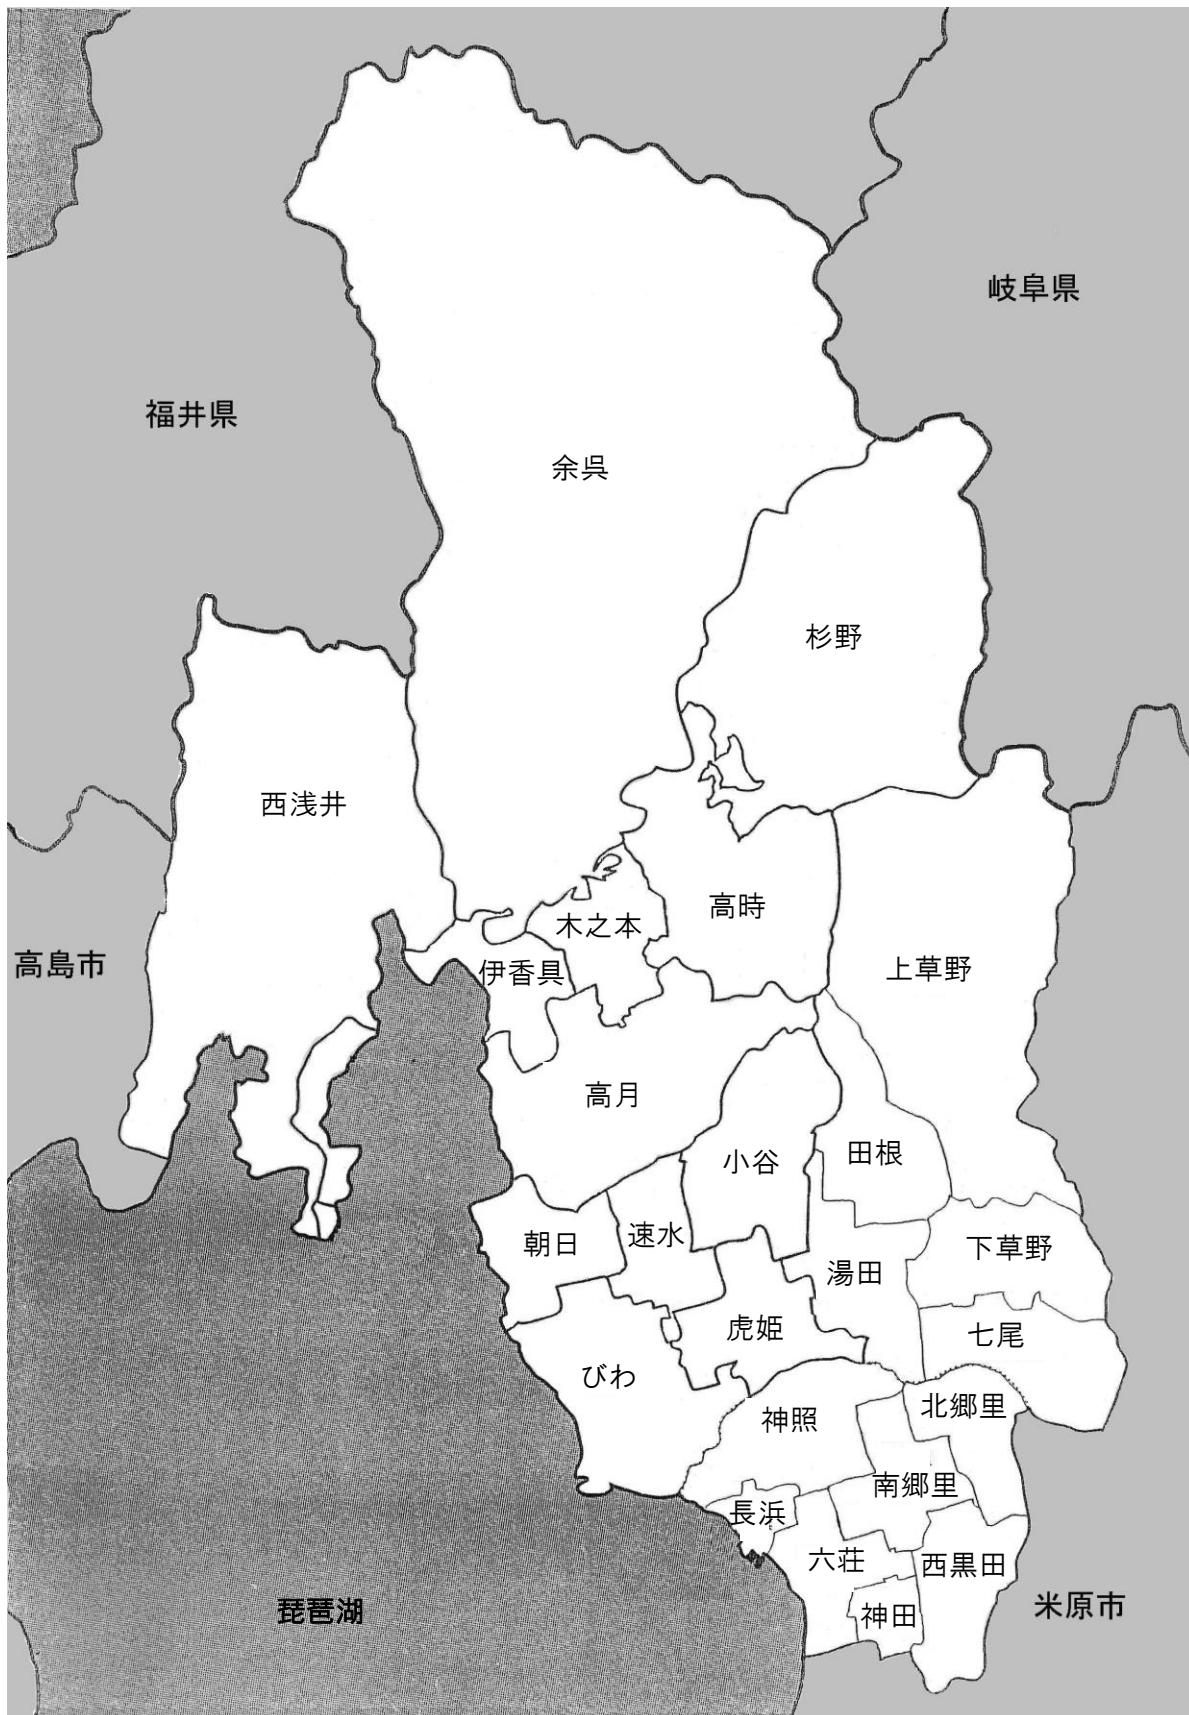 岐阜県
福井県
余呉
杉野
西浅井
高時
木之本
高島市
伊香具
上草野
高月
小谷
田根
朝日
速水
湯田
下草野
虎姫
七尾
びわ
神照
北郷里
南郷里
長浜
六荘
西黒田
琵琶湖
神田
米原市